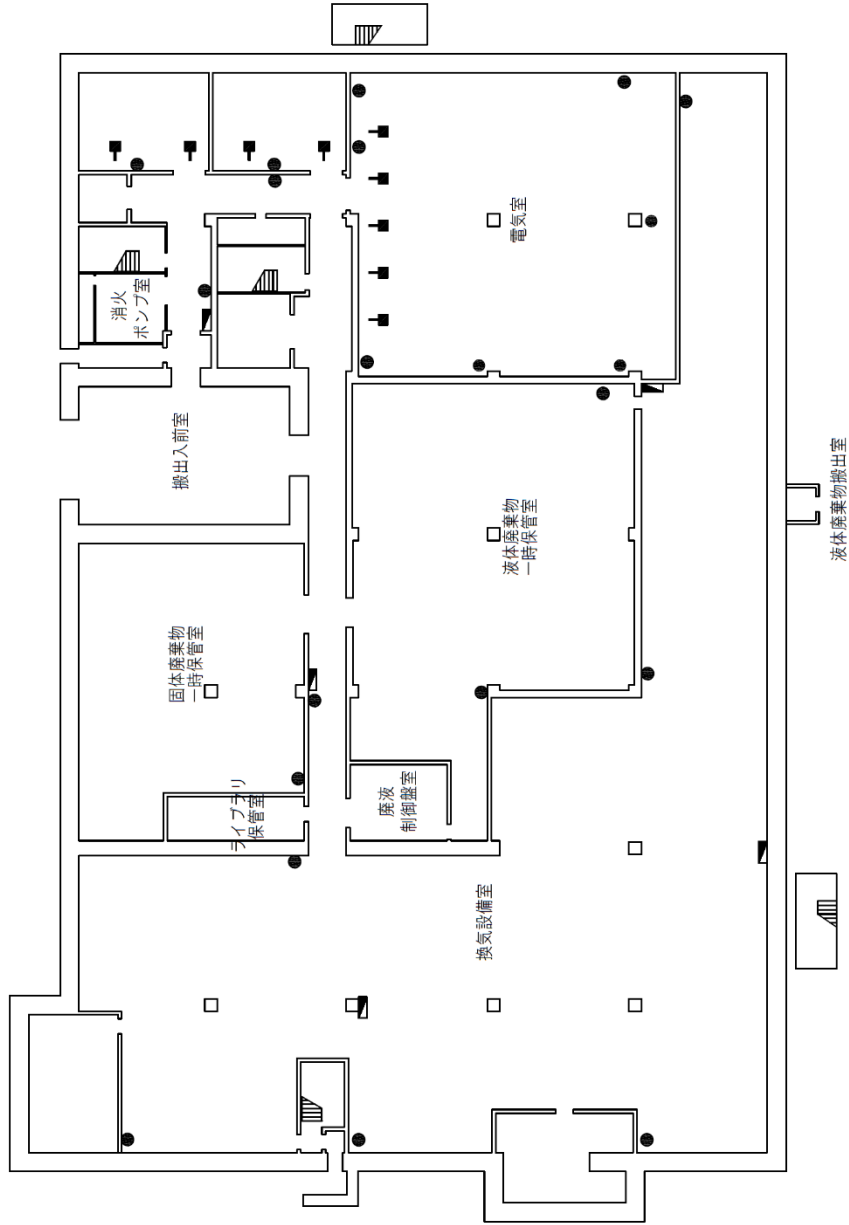 消火
ポンプ室
電気室
搬出入前室
液体廃棄物
一時保管室
液体廃棄物搬出室
固体廃棄物
一時保管室
ライブラリ
保管室
廃液
制御盤室
換気設備室